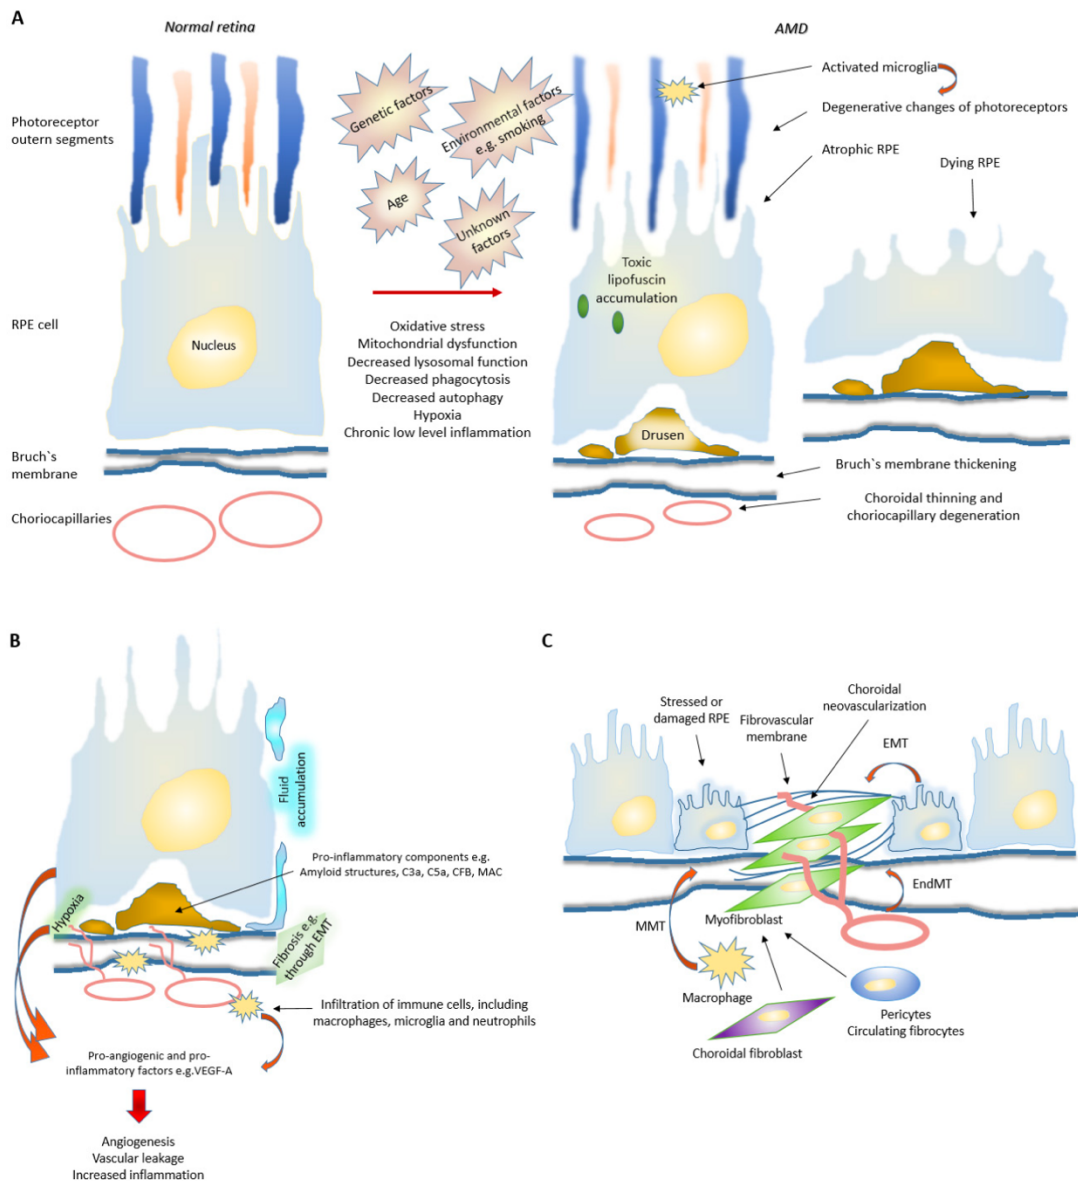 A
Normal retina
AMD
Photoreceptor
outern segments
RPE cell
Nucleus
Bruch`s
membrane
Choriocapillaries
Genetic factors
Environmental factors
e.g. smoking
Age
Unknown
factors
Oxidative stress
Mitochondrial dysfunction
Decreased lysosomal function
Decreased phagocytosis
Decreased autophagy
Hypoxia
Chronic low level inflammation
Activated microglia
Degenerative changes of photoreceptors
Atrophic RPE
Dying RPE
Toxic
lipofuscin
accumulation
Drusen
Bruch`s membrane thickening
Choroidal thinning and
choriocapillary degeneration
B
Fluid
accumulation
Pro-inflammatory components e.g.
Amyloid structures, C3a, C5a, CFB, MAC
Hypoxia
Fibrosis e.g.
through EMT
Infiltration of immune cells, including
macrophages, microglia and neutrophils
Pro-angiogenic and pro-
inflammatory factors e.g.VEGF-A
Angiogenesis
Vascular leakage
Increased inflammation
C
Stressed or
damaged RPE
Fibrovascular
membrane
Choroidal
neovascularization
EMT
EndMT
MMT
Myofibroblast
Macrophage
Choroidal fibroblast
Pericytes
Circulating fibrocytes